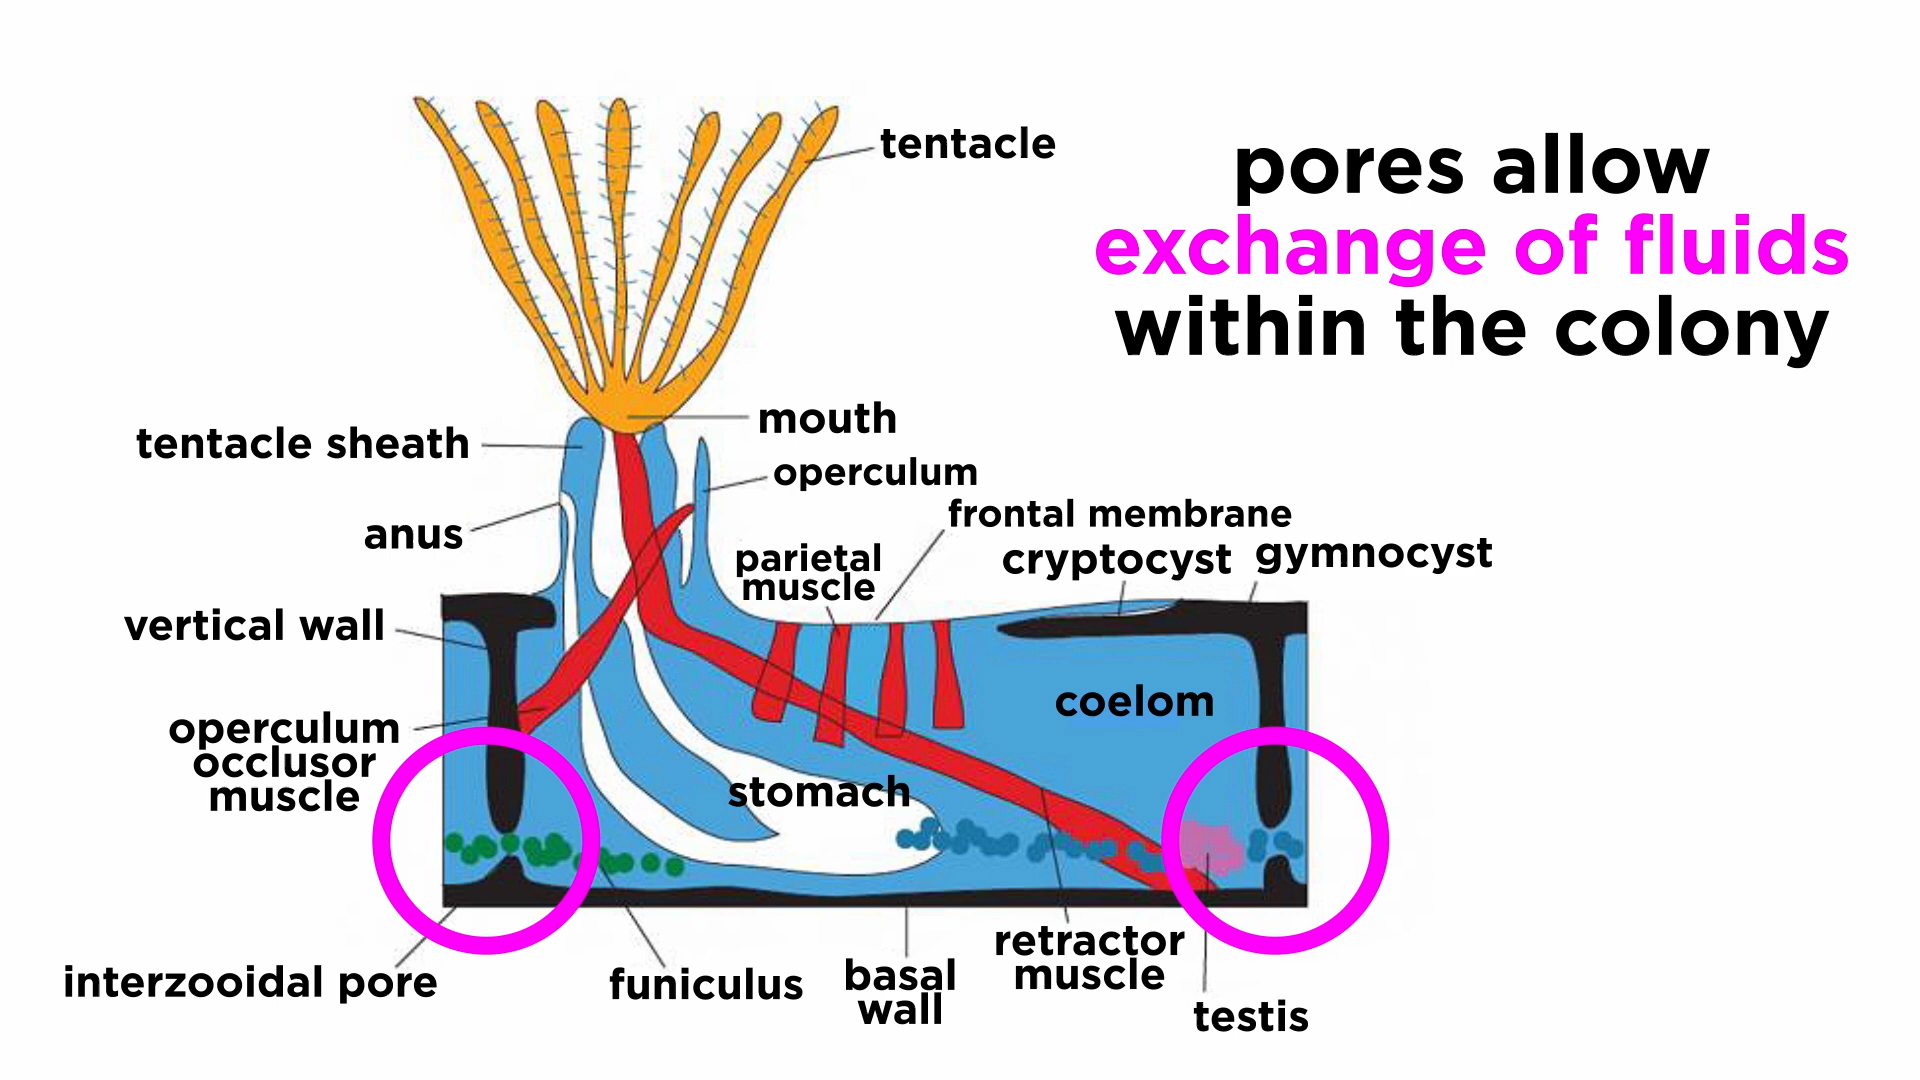 pores allow
exchange of fluids
within the colony
tentacle
mouth
tentacle sheath
operculum
frontal membrane
anus
parietal
muscle
cryptocyst
gymnocyst
vertical wall
coelom
operculum
occlusor
muscle
stomach
retractor
muscle
interzooidal pore
funiculus
basal
wall
testis